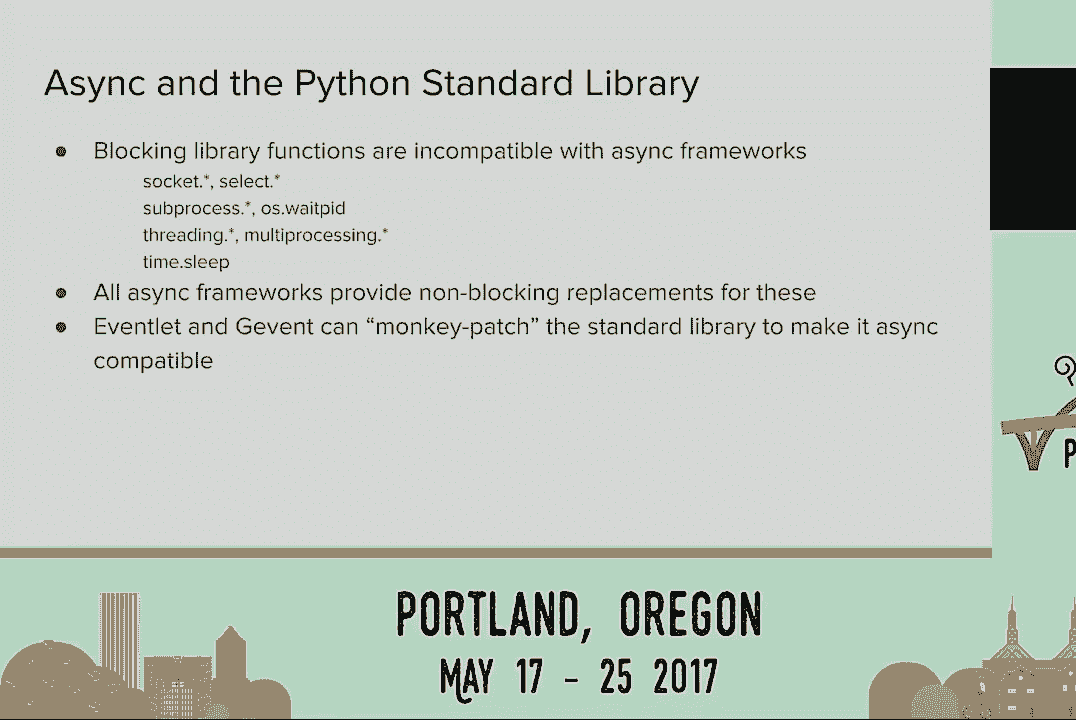 Async and the Python Standard Library
● Blocking library functions are incompatible with async frameworks
socket.*, select.*
subprocess.*, os.waitpid
threading.*, multiprocessing.*
time.sleep
● All async frameworks provide non-blocking replacements for these
● Eventlet and Gevent can “monkey-patch” the standard library to make it async
compatible
P
PORTLAND, OREGON
MAY 17 - 25 2017